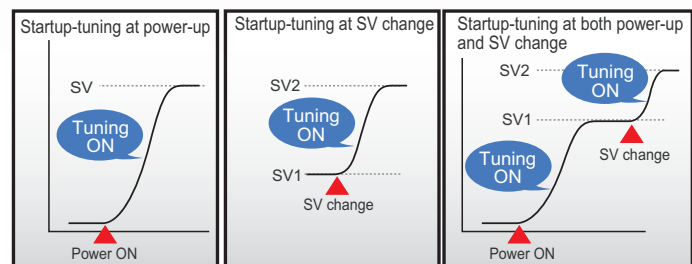 Startup-tuning at power-up
SV
Tuning
ON
Power ON
Startup-tuning at SV change
SV2
Tuning
ON
SV1
SV change
Startup-tuning at both power-up
and SV change
SV2
Tuning
ON
SV1
SV change
Tuning
ON
Power ON